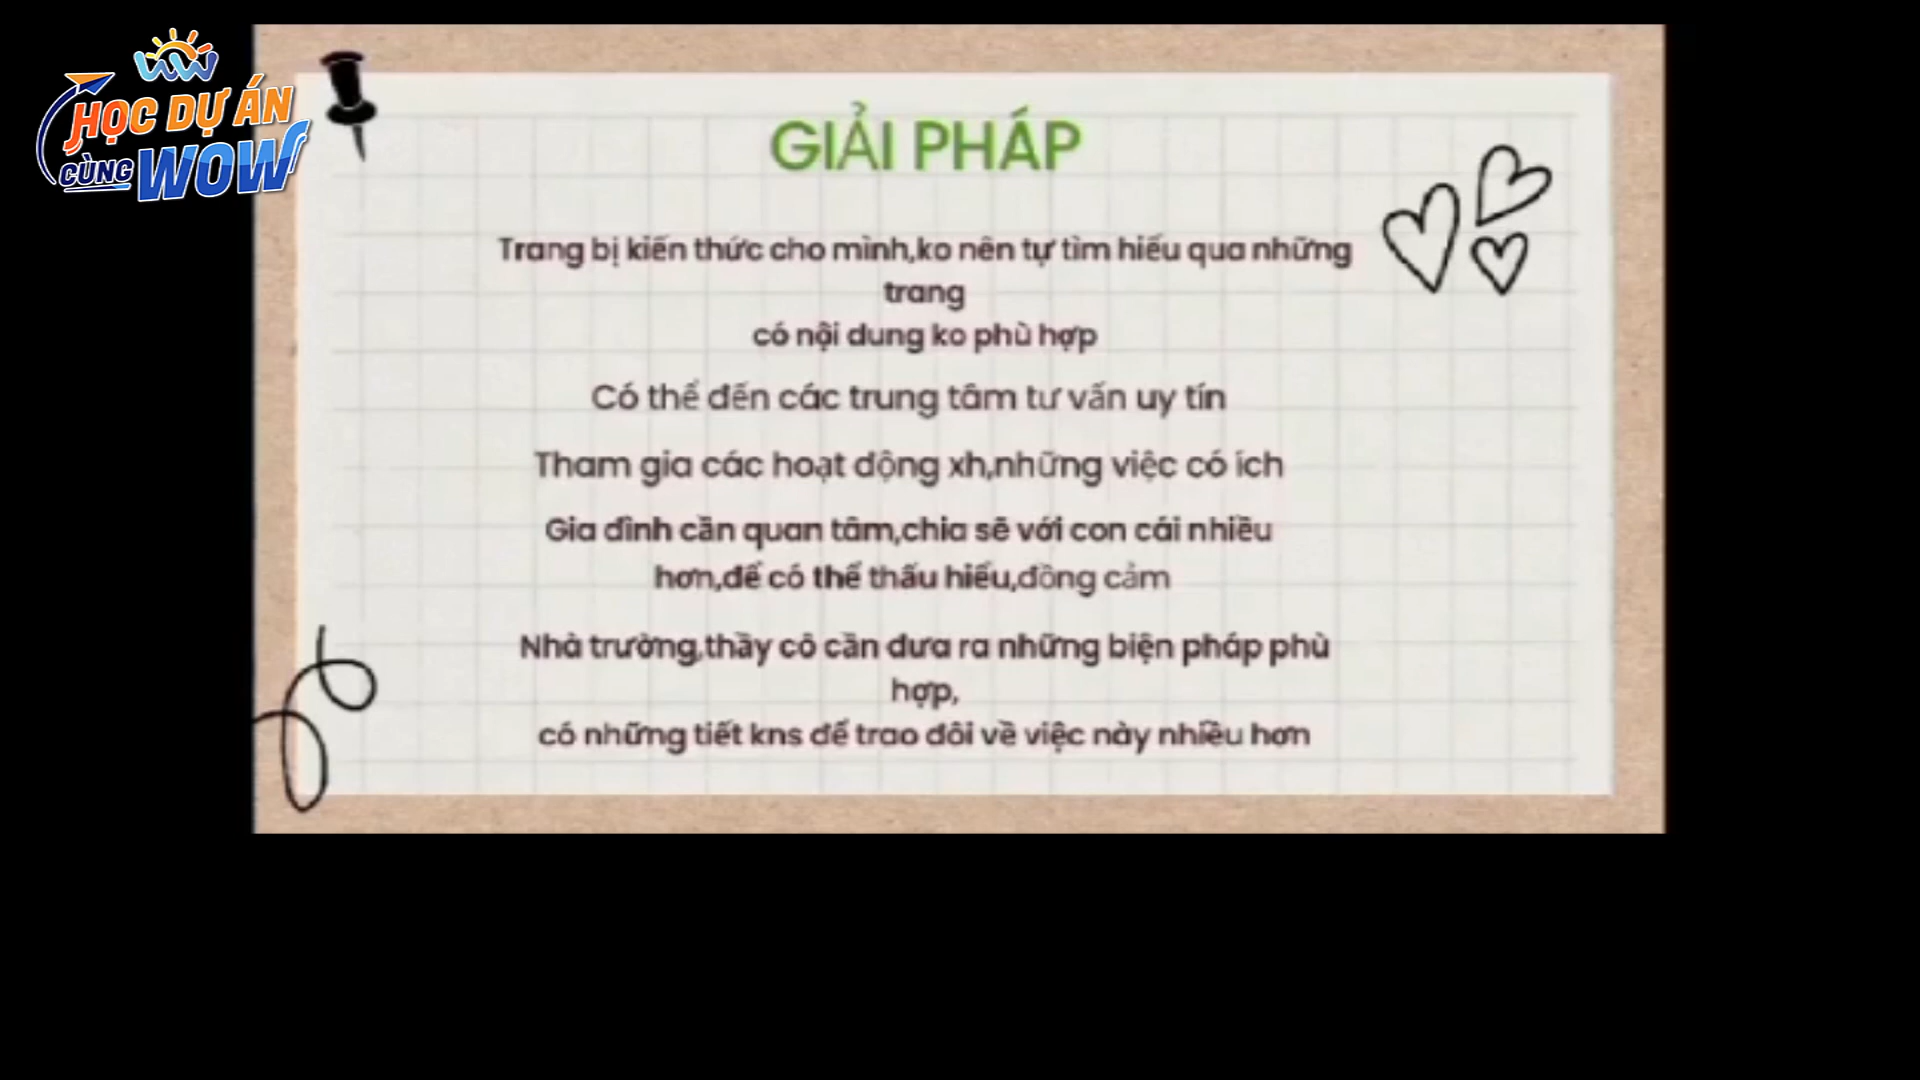 WOW
HỌC DỰ ÁN
CÙNG WOW
GIẢI PHÁP
Trang bị kiến thức cho mình,ko nên tự tìm hiểu qua những
trang
có nội dung ko phù hợp
Có thể đến các trung tâm tư vấn uy tín
Tham gia các hoạt động xh,những việc có ích
Gia đình cần quan tâm,chia sẽ với con cái nhiều
hơn,để có thể thấu hiểu,đồng cảm
Nhà trường,thầy cô cần đưa ra những biện pháp phù
hợp,
có những tiết kns để trao đổi về việc này nhiều hơn